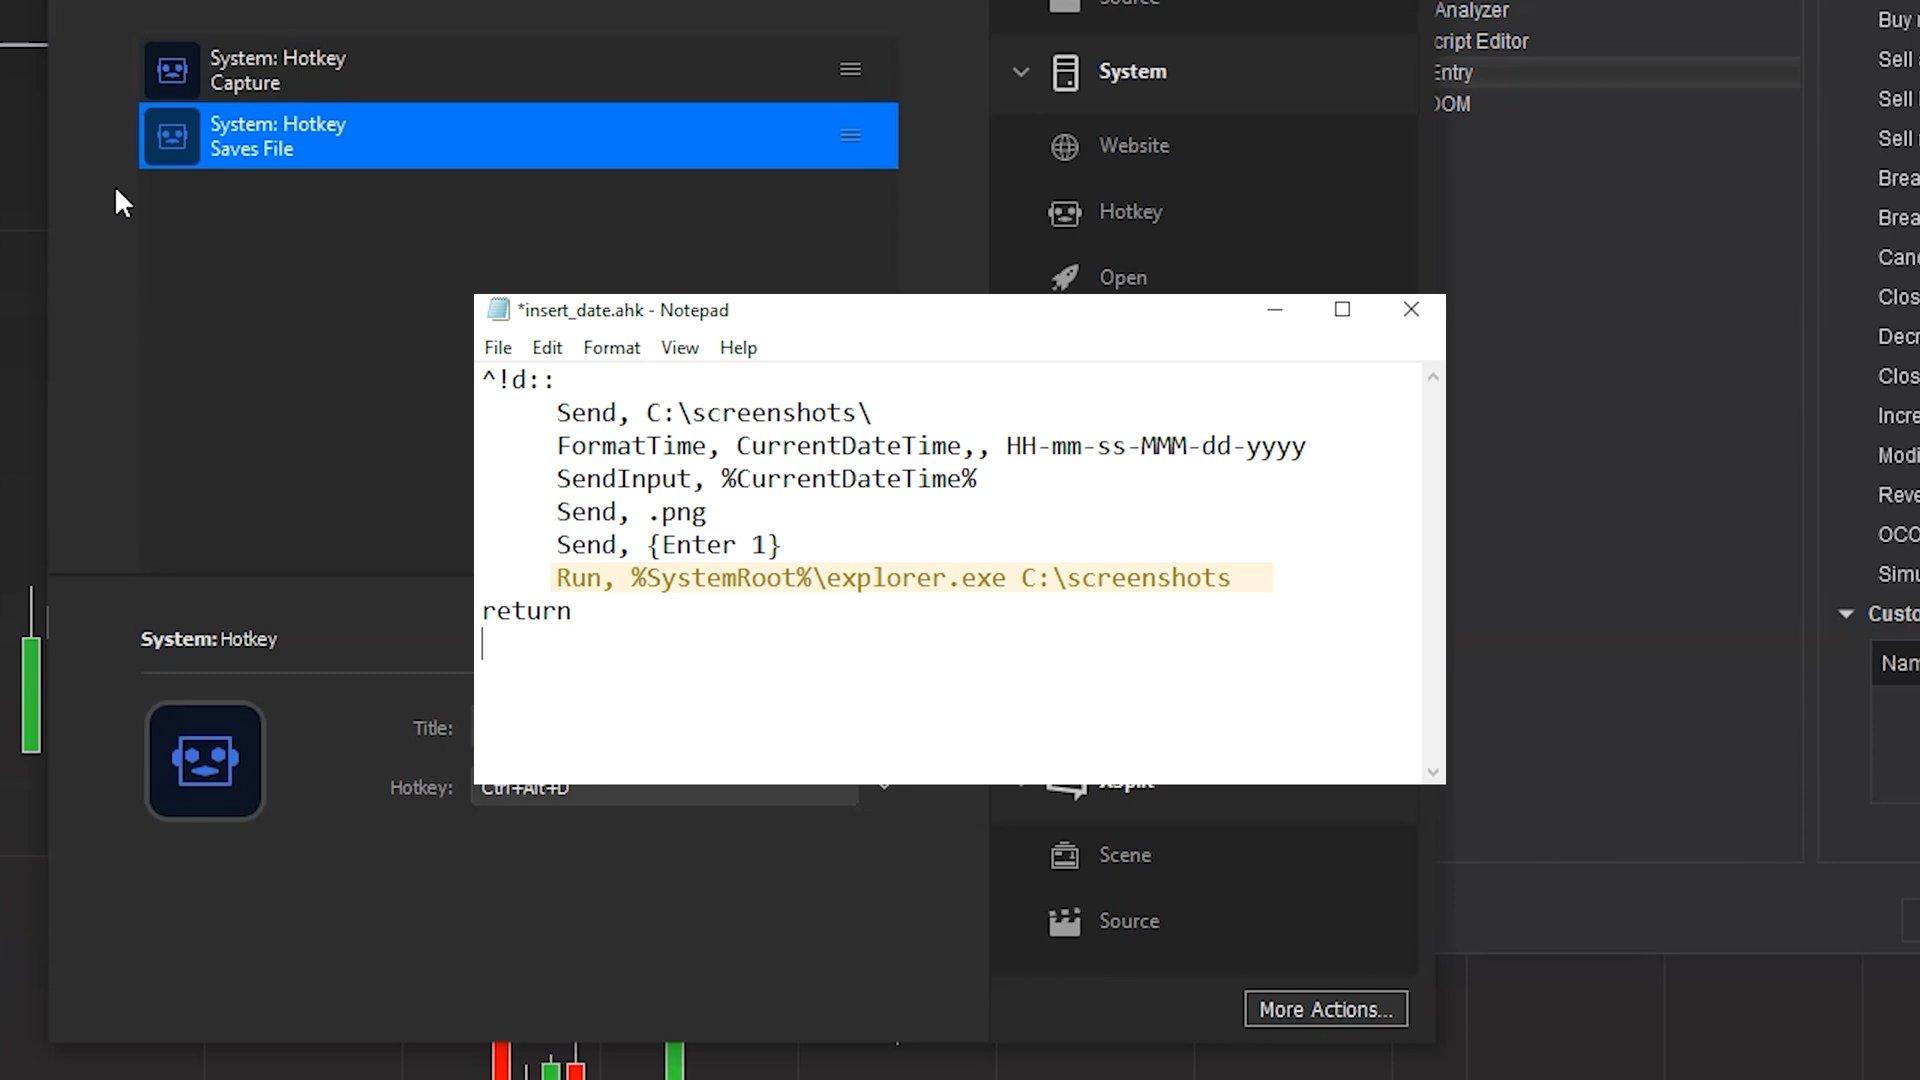 System: Hotkey
Capture
System: Hotkey
Saves File
System
Website
Hotkey
Open
Analyzer
cript Editor
Entry
DOM
Buy
Sell
Sell
Sell
Brea
Brea
Canc
Clos
Decr
Clos
Incre
Modi
Reve
OCO
Simu
Custo
Nam
*insert_date.ahk - Notepad
File Edit Format View Help
^!d::
Send, C:\screenshots\
FormatTime, CurrentDateTime,, HH-mm-ss-MMM-dd-yyyy
SendInput, %CurrentDateTime%
Send, .png
Send, {Enter 1}
Run, %SystemRoot%\explorer.exe C:\screenshots
return
System: Hotkey
Title:
Hotkey: Ctrl+Alt+D
XSplit
Scene
Source
More Actions...